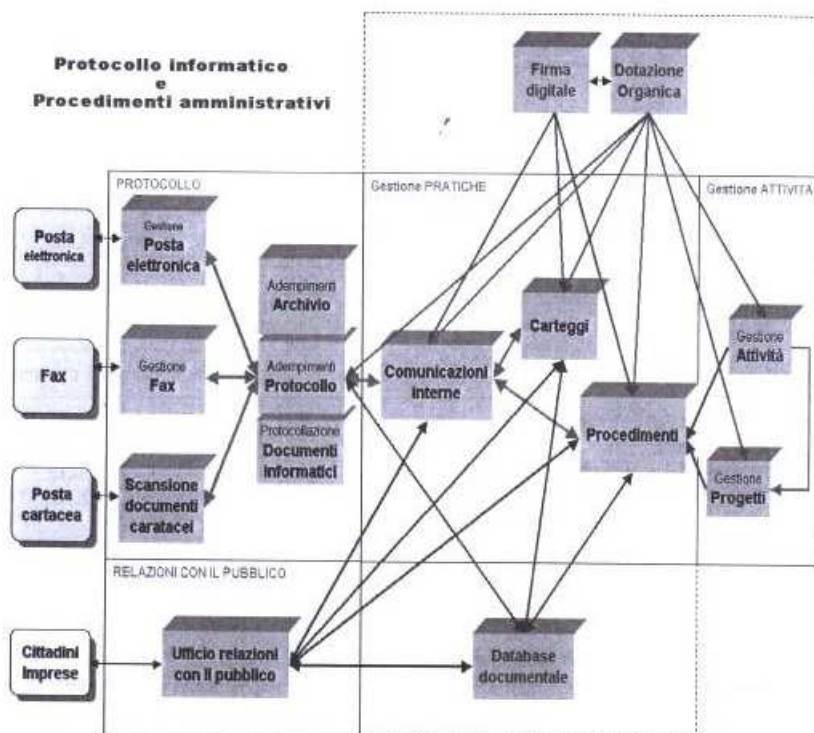 Protocollo informatico
e
Procedimenti amministrativi
Firma
digitale
Dotazione
Organica
PROTOCOLLO
Gestione PRATICHE
Gestione ATTIVITÀ
Posta
elettronica
Gestione
Posta
elettronica
Adempimenti
Archivio
Fax
Gestione
Fax
Adempimenti
Protocollo
Comunicazioni
interne
Carteggi
Gestione
Attività
Protocollazione
Documenti
informatici
Procedimenti
Posta
cartacea
Scansione
documenti
caratacei
Gestione
Progetti
RELAZIONI CON IL PUBBLICO
Cittadini
Imprese
Ufficio relazioni
con il pubblico
Database
documentale